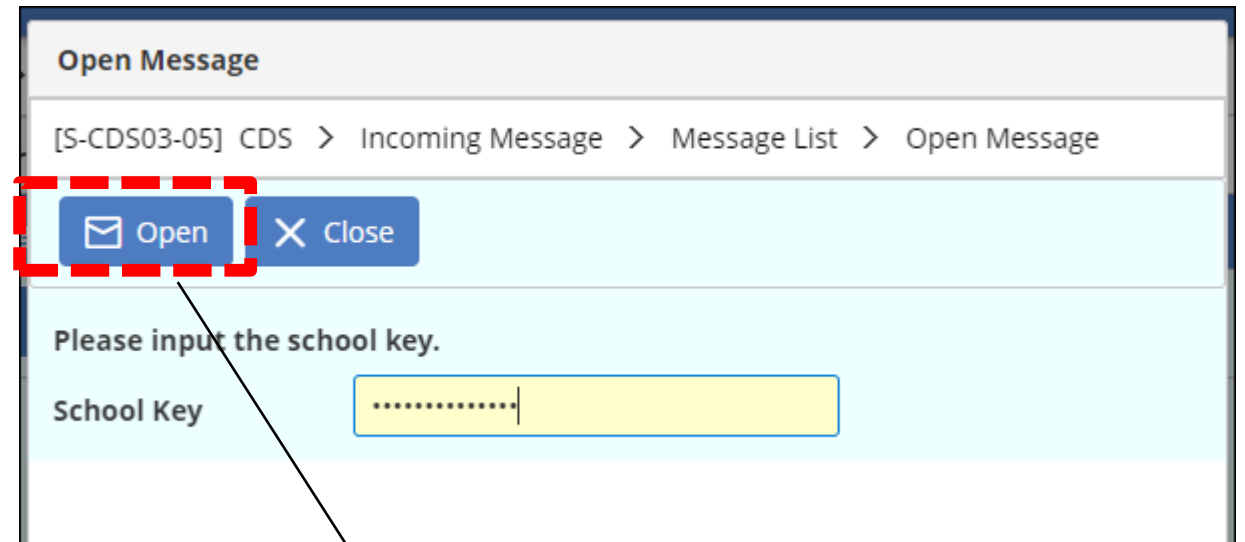 Open Message
[S-CDS03-05] CDS > Incoming Message > Message List > Open Message
Open Close
Please input the school key.
School Key ··············